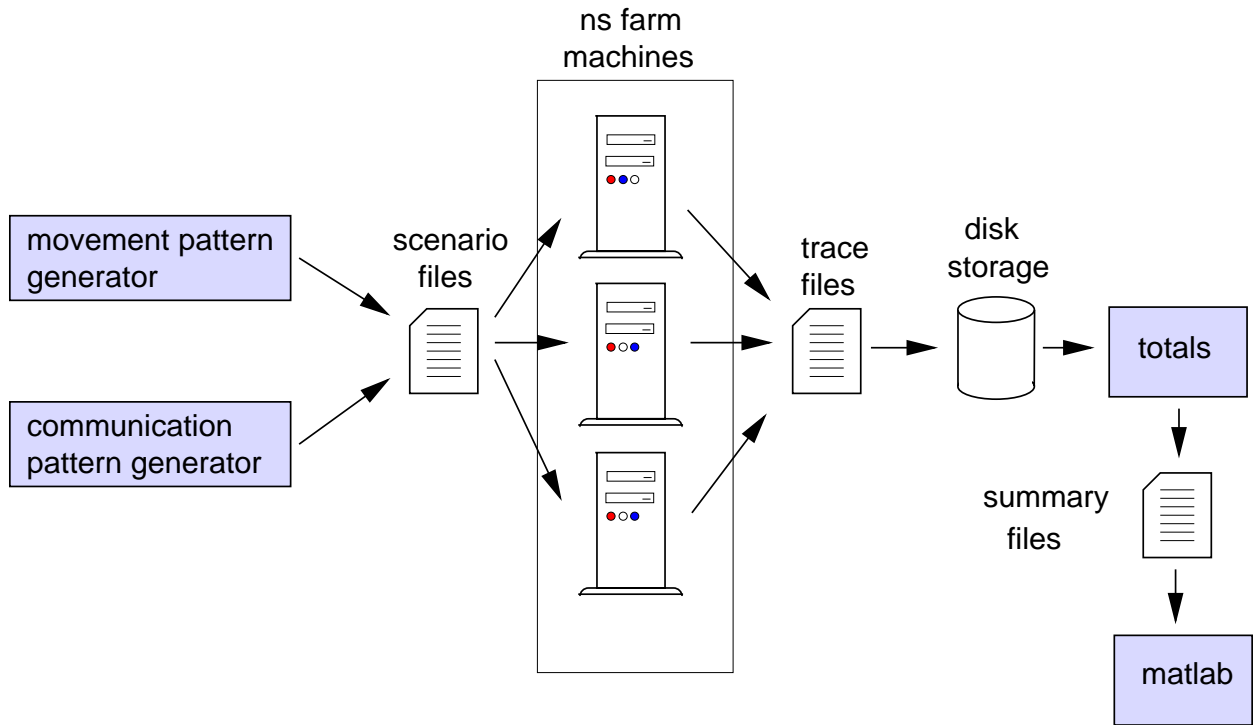 ns farm
machines
movement pattern
generator
communication
pattern generator
scenario
files
trace
files
disk
storage
totals
summary
files
matlab